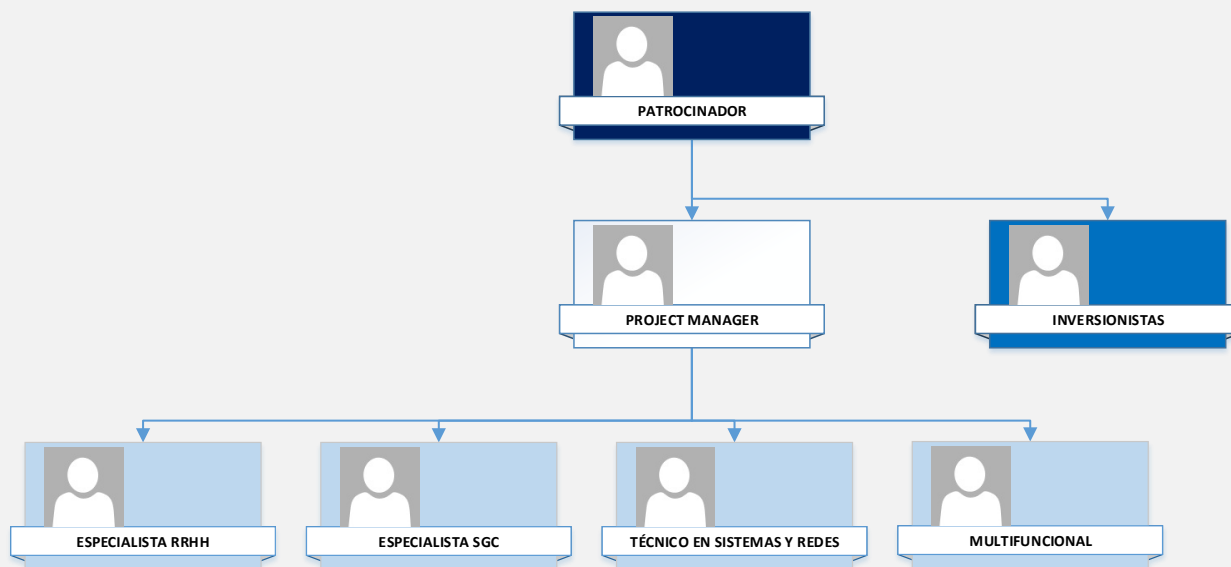 PATROCINADOR
PROJECT MANAGER
INVERSIONISTAS
ESPECIALISTA RRHH
ESPECIALISTA SGC
TÉCNICO EN SISTEMAS Y REDES
MULTIFUNCIONAL